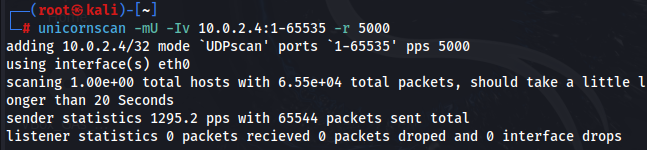 ┌──(root㉿kali)-[~]
└─# unicornscan -mU -Iv 10.0.2.4:1-65535 -r 5000
adding 10.0.2.4/32 mode `UDPscan' ports `1-65535' pps 5000
using interface(s) eth0
scaning 1.00e+00 total hosts with 6.55e+04 total packets, should take a little l
onger than 20 Seconds
sender statistics 1295.2 pps with 65544 packets sent total
listener statistics 0 packets recieved 0 packets droped and 0 interface drops